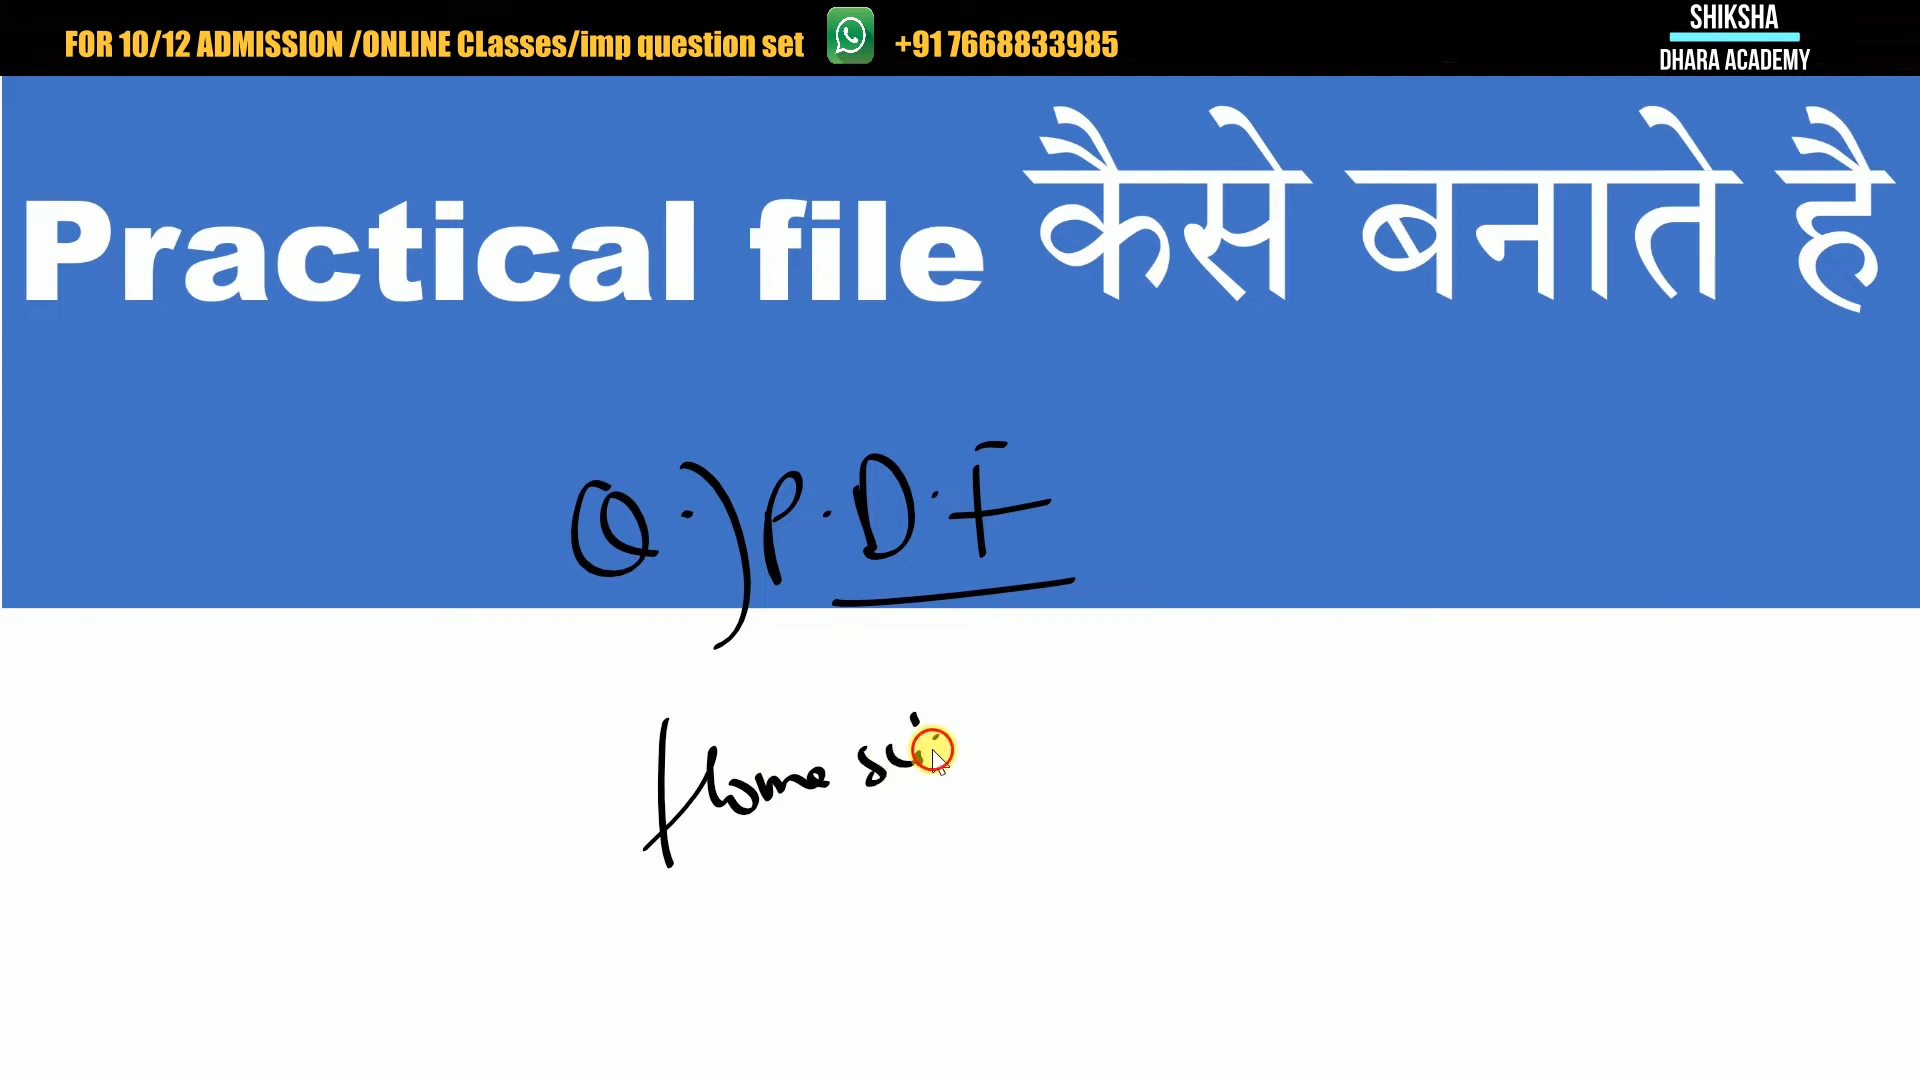 FOR 10/12 ADMISSION /ONLINE CLasses/imp question set +91 7668833985
SHIKSHA
DHARA ACADEMY
Practical file कैसे बनाते है
Q.) P.D.F
Home sci